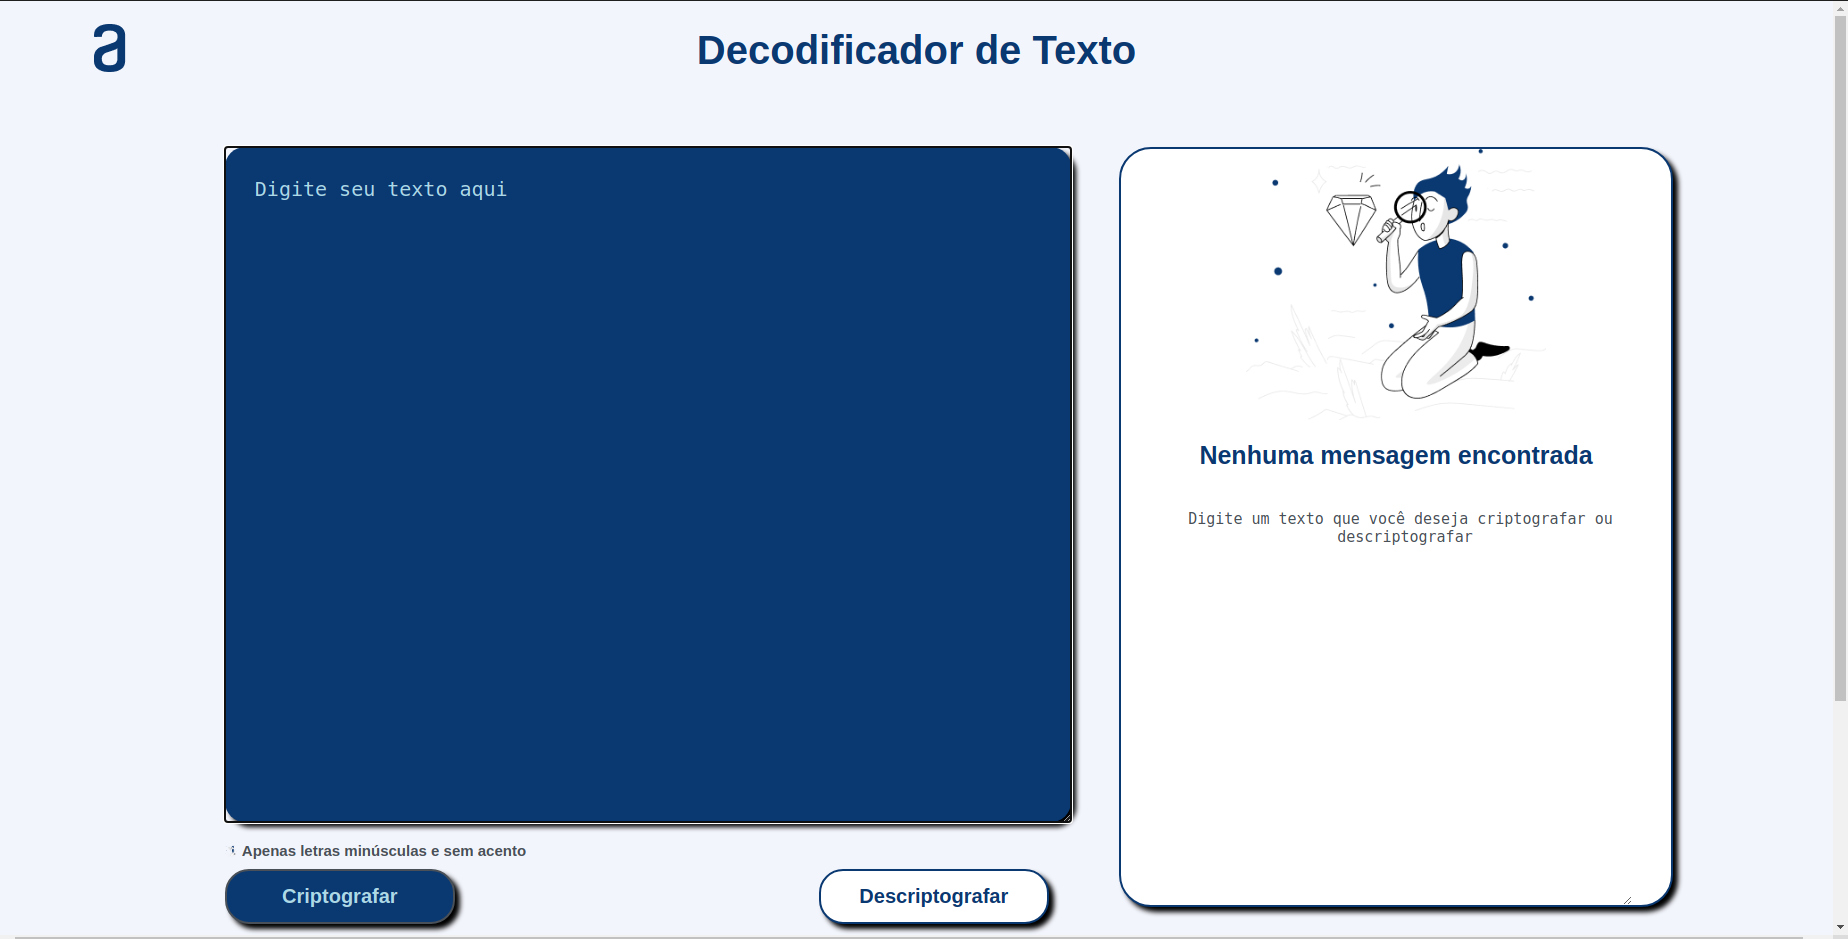 a
Decodificador de Texto
Digite seu texto aqui
Nenhuma mensagem encontrada
Digite um texto que você deseja criptografar ou
descriptografar
Apenas letras minúsculas e sem acento
Criptografar
Descriptografar